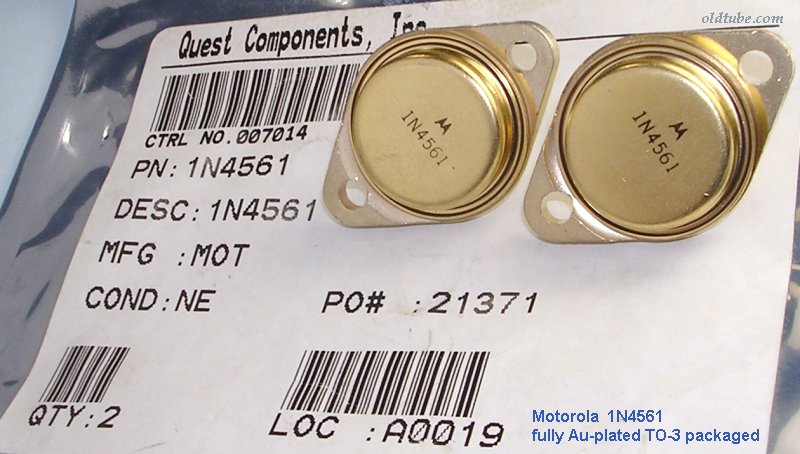 oldtube.com
Quest Components, Inc
CTRL NO.007014
PN:1N4561
DESC:1N4561
MFG :MOT
COND:NE
PO# :21371
QTY:2
LOC :A0019
1N4561
1N4561
Motorola 1N4561
fully Au-plated TO-3 packaged